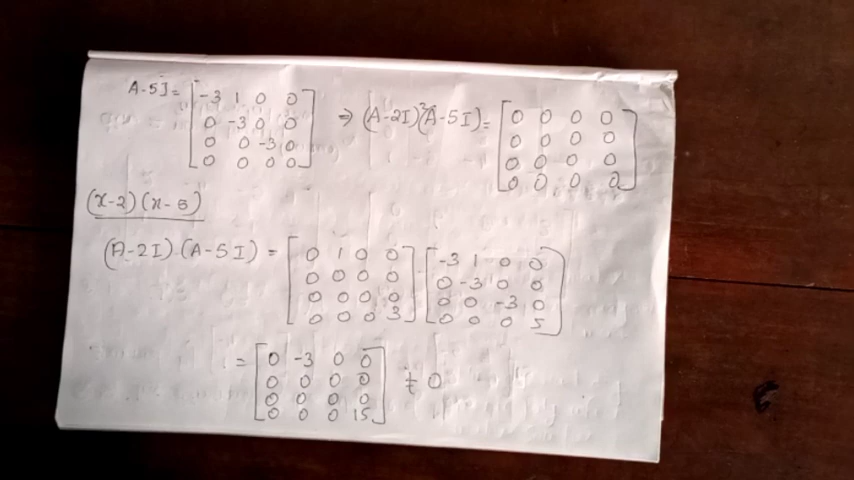 A-5I = [-3 1 0 0
0 -3 0 0
0 0 -3 0
0 0 0 0] ⇒ (A-2I)²(A-5I) = [0 0 0 0
0 0 0 0
0 0 0 0
0 0 0 0]
(x-2)(x-5)
(A-2I).(A-5I) = [0 1 0 0
0 0 0 0
0 0 0 0
0 0 0 3] . [-3 1 0 0
0 -3 0 0
0 0 -3 0
0 0 0 5]
= [0 -3 0 0
0 0 0 0
0 0 0 0
0 0 0 15] ≠ 0